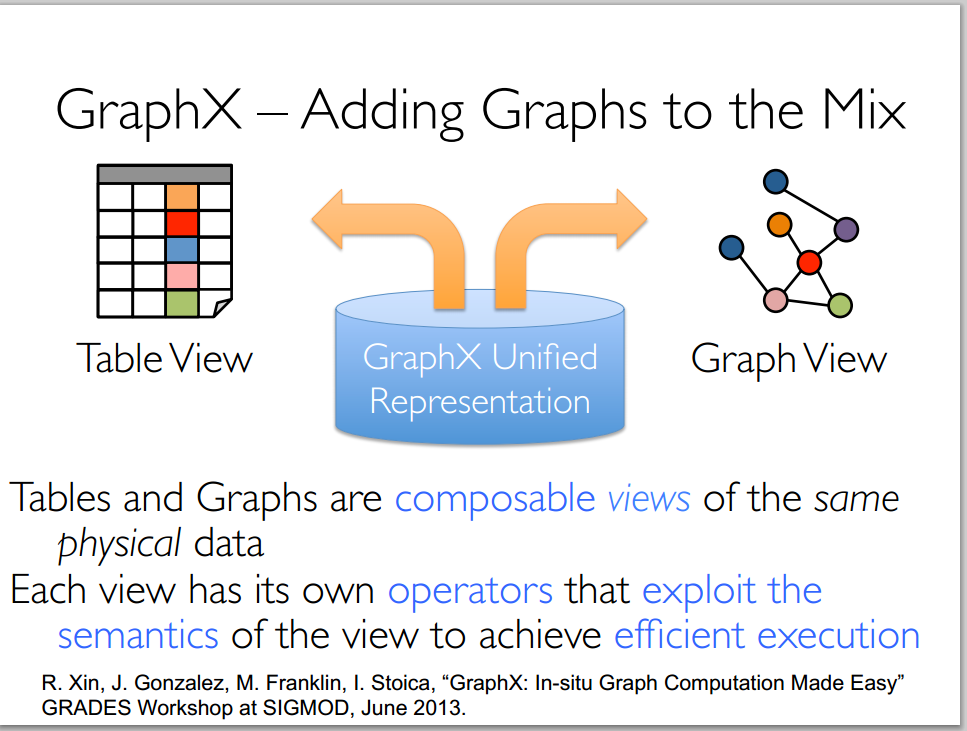 GraphX – Adding Graphs to the Mix
Table View
GraphX Unified
Representation
Graph View
Tables and Graphs are composable views of the same
physical data
Each view has its own operators that exploit the
semantics of the view to achieve efficient execution
R. Xin, J. Gonzalez, M. Franklin, I. Stoica, “GraphX: In-situ Graph Computation Made Easy”
GRADES Workshop at SIGMOD, June 2013.